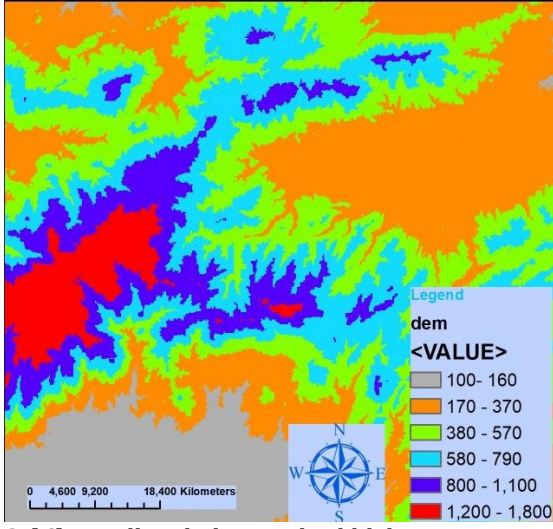 Legend
dem
<VALUE>
100- 160
170 - 370
380 - 570
580 - 790
800 - 1,100
1,200 - 1,800
N
W E
S
0 4,600 9,200 18,400 Kilometers